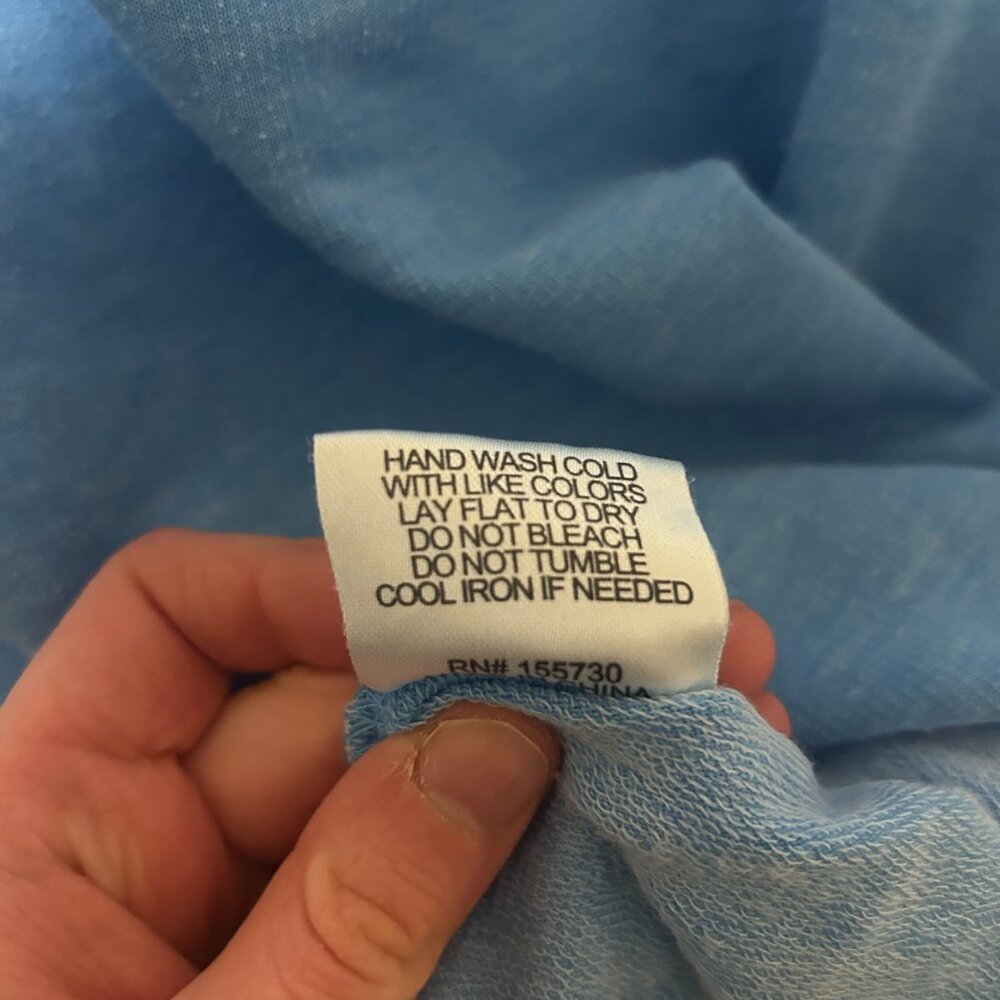 HAND WASH COLD
WITH LIKE COLORS
LAY FLAT TO DRY
DO NOT BLEACH
DO NOT TUMBLE
COOL IRON IF NEEDED
RN# 155730
CHINA